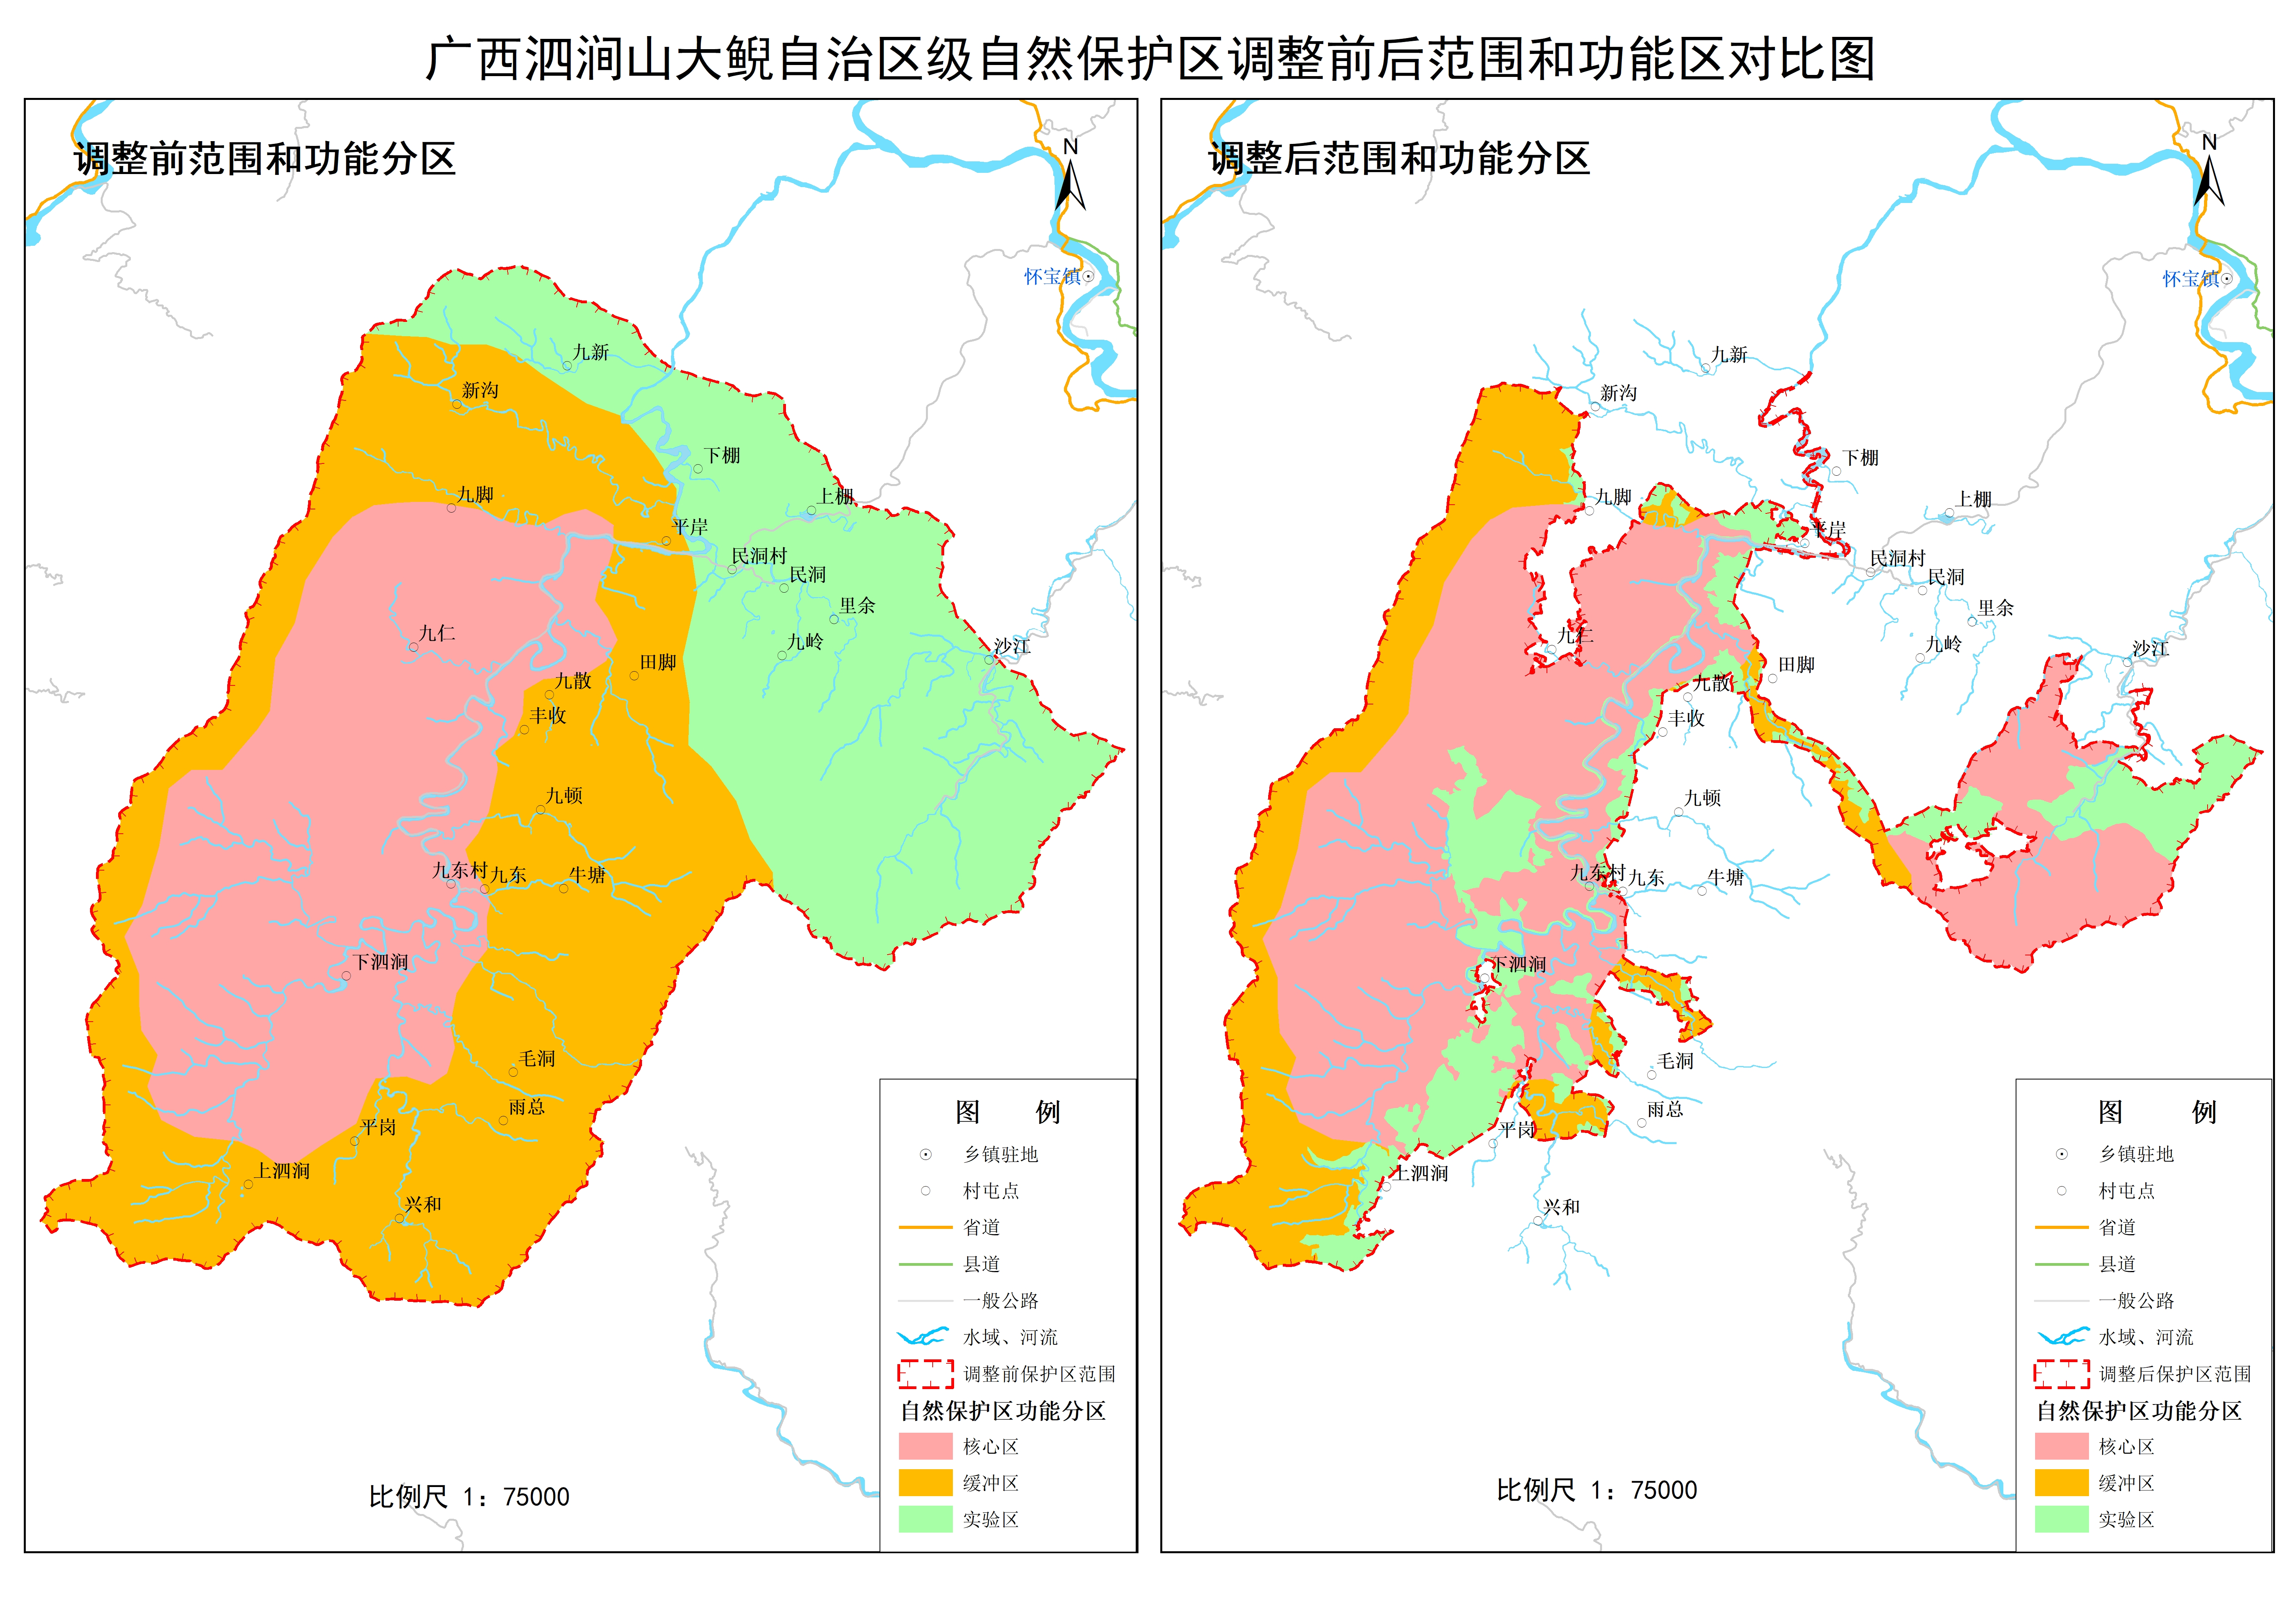 广西泗涧山大鲵自治区级自然保护区调整前后范围和功能区对比图
调整前范围和功能分区
N
怀宝镇
九新
新沟
下棚
九脚
上棚
平岸
民洞村
民洞
里余
九仁
九岭
沙江
田脚
九散
丰收
九顿
九东村
九东
牛塘
下泗涧
毛洞
雨总
平岗
上泗涧
兴和
图 例
乡镇驻地
村屯点
省道
县道
一般公路
水域、河流
调整前保护区范围
自然保护区功能分区
核心区
缓冲区
实验区
比例尺 1：75000
调整后范围和功能分区
N
怀宝镇
九新
新沟
下棚
九脚
上棚
平岸
民洞村
民洞
里余
九仁
九岭
沙江
田脚
九散
丰收
九顿
九东村
九东
牛塘
下泗涧
毛洞
雨总
平岗
上泗涧
兴和
图 例
乡镇驻地
村屯点
省道
县道
一般公路
水域、河流
调整后保护区范围
自然保护区功能分区
核心区
缓冲区
实验区
比例尺 1：75000